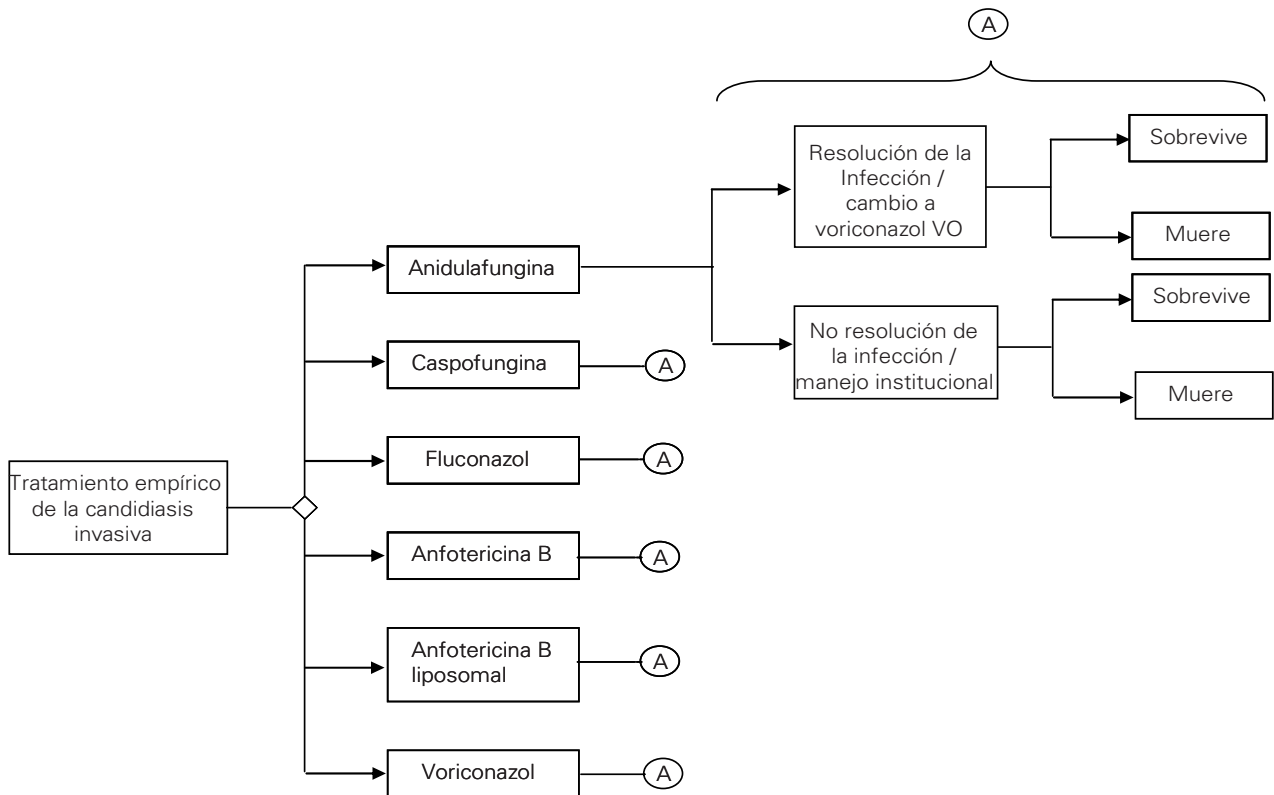 A
Resolución de la
Infección /
cambio a
voriconazol VO
Sobrevive
Muere
Anidulafungina
No resolución de
la infección /
manejo institucional
Sobrevive
Muere
Caspofungina
A
Fluconazol
A
Tratamiento empírico
de la candidiasis
invasiva
Anfotericina B
A
Anfotericina B
liposomal
A
Voriconazol
A